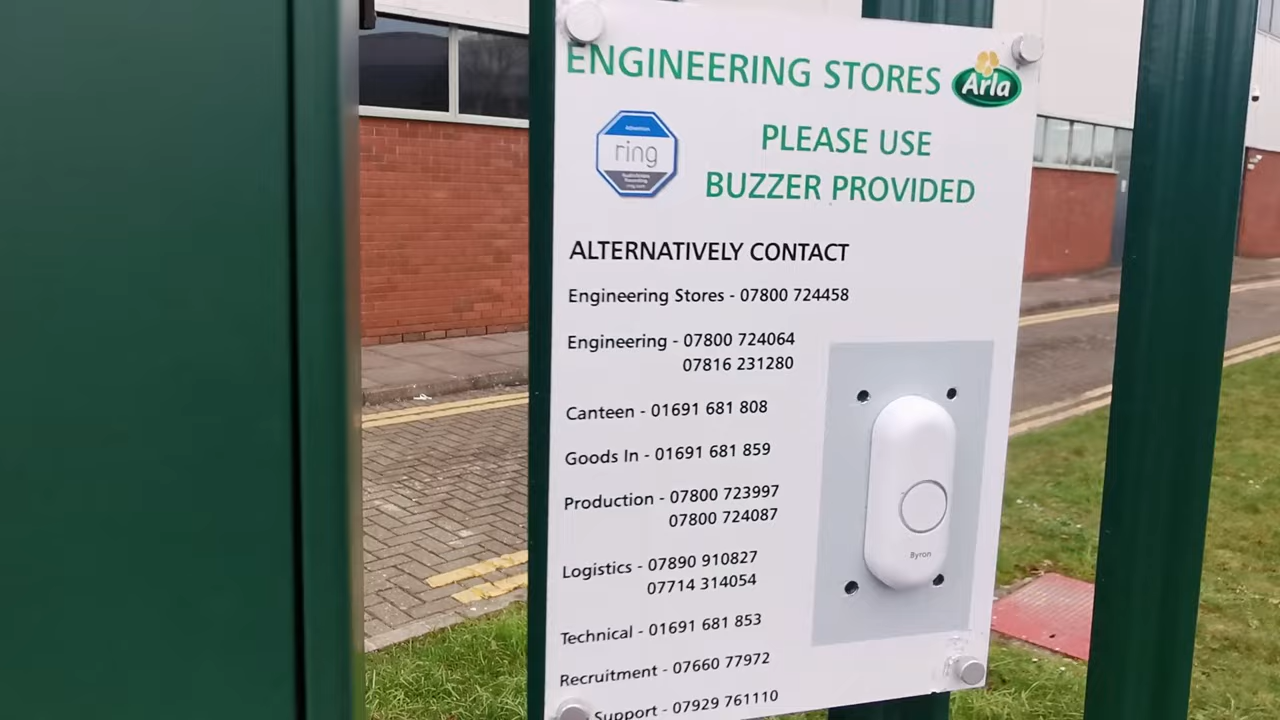 ENGINEERING STORES
Arla
ring
PLEASE USE
BUZZER PROVIDED
ALTERNATIVELY CONTACT
Engineering Stores - 07800 724458
Engineering - 07800 724064
07816 231280
Canteen - 01691 681 808
Goods In - 01691 681 859
Production - 07800 723997
07800 724087
Logistics - 07890 910827
07714 314054
Technical - 01691 681 853
Recruitment - 07660 77972
Support - 07929 761110
Byron